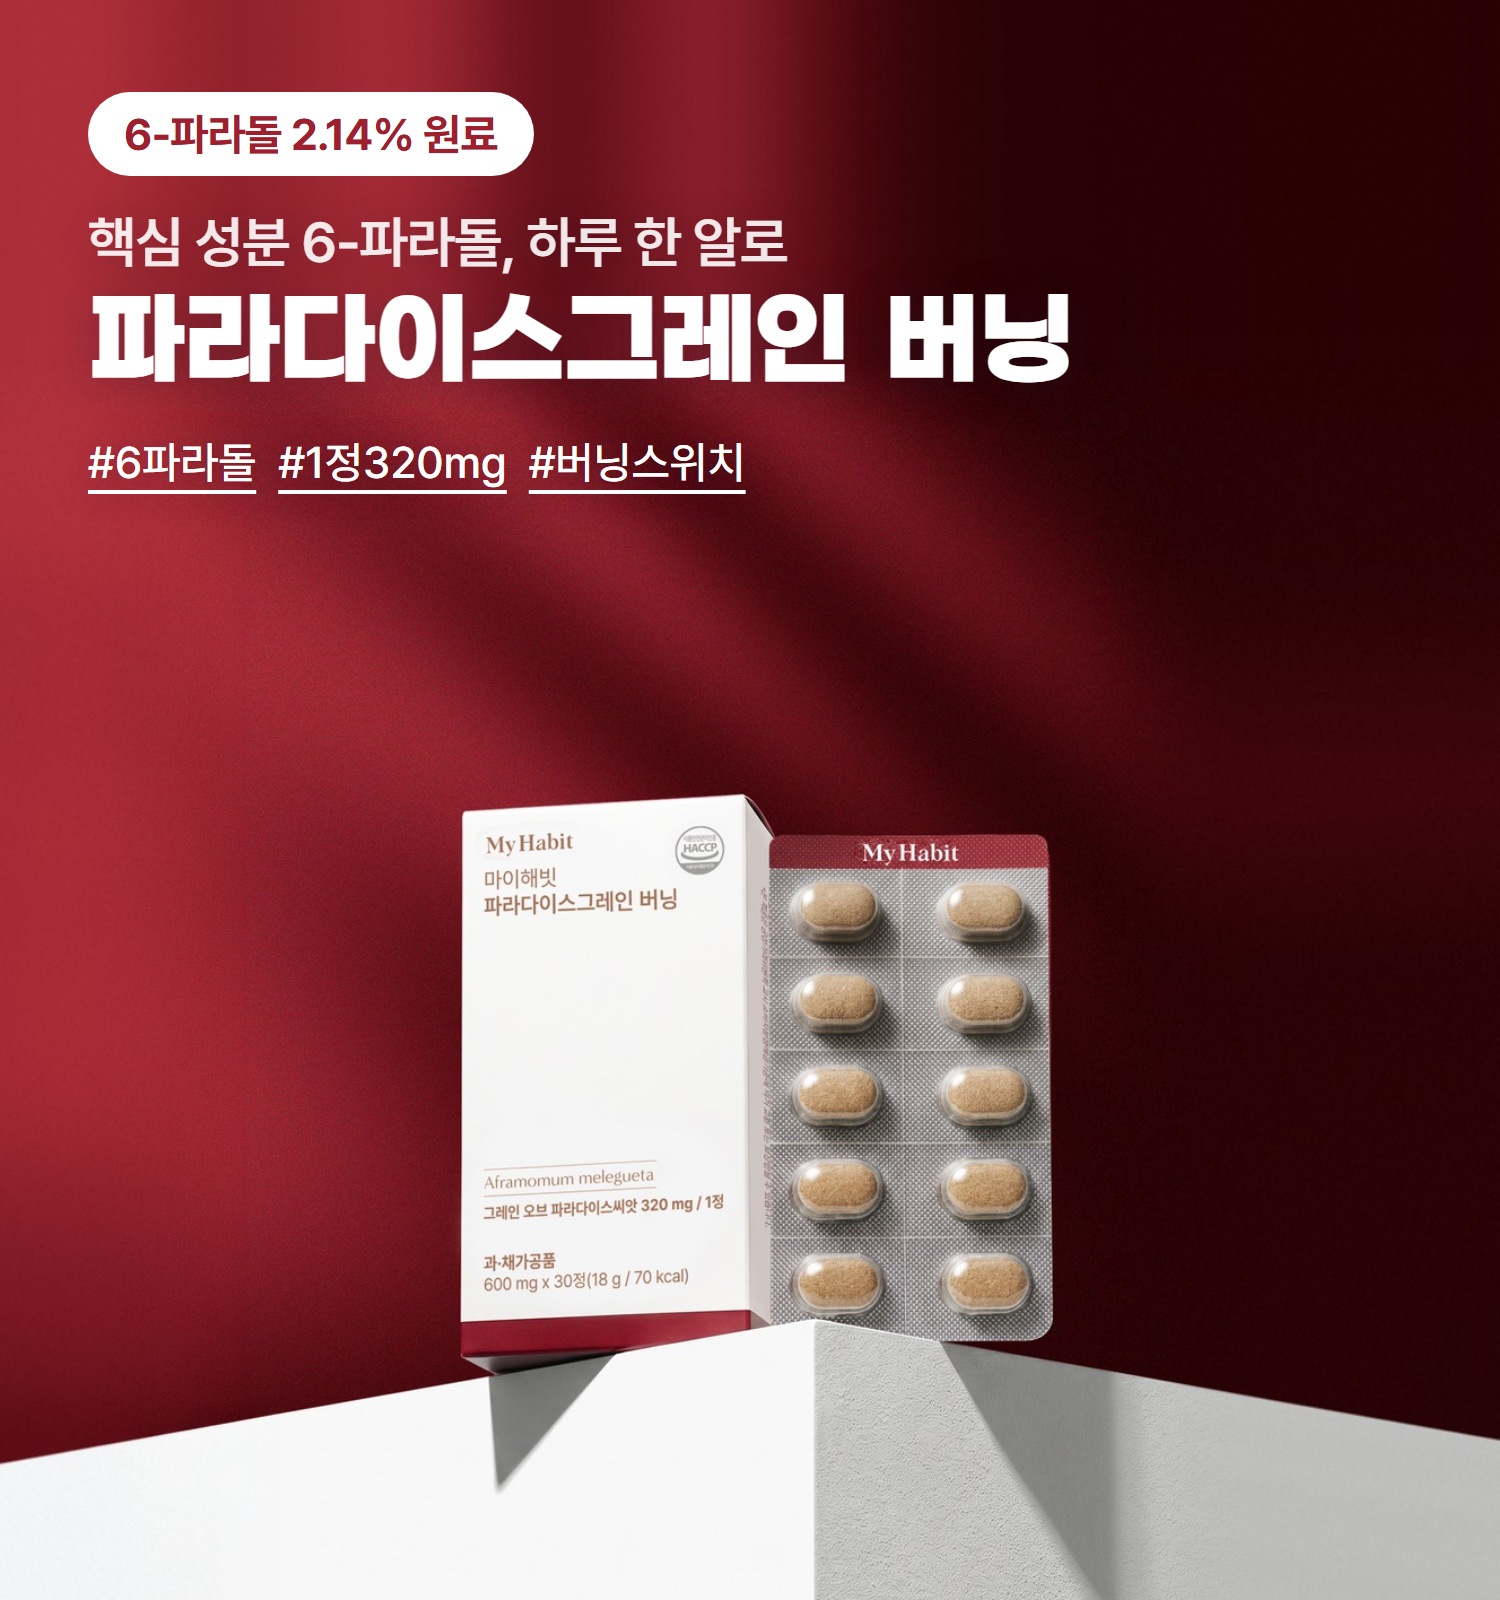 6-파라돌 2.14% 원료
핵심 성분 6-파라돌, 하루 한 알로
파라다이스그레인 버닝
#6파라돌 #1정320mg #버닝스위치
MyHabit
HACCP
마이해빗
파라다이스그레인 버닝
Aframomum melegueta
그레인 오브 파라다이스씨앗 320 mg / 1정
과·채가공품
600 mg x 30정(18 g / 70 kcal)
MyHabit